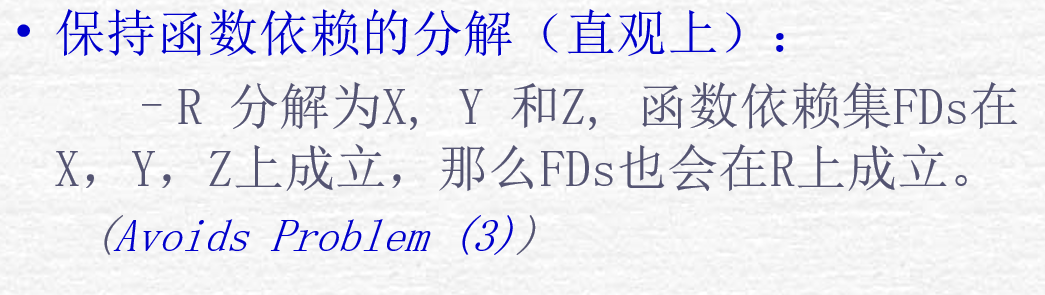 • 保持函数依赖的分解（直观上）：
–R 分解为X, Y 和Z, 函数依赖集FDs在
X，Y，Z上成立，那么FDs也会在R上成立。
(Avoids Problem (3))